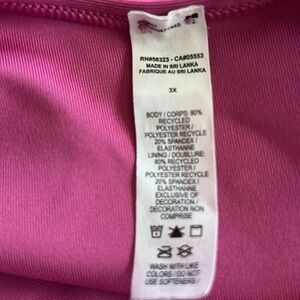 RN#56323 - CA#05553
MADE IN SRI LANKA
FABRIQUE AU SRI LANKA
3X
BODY / CORPS: 80%
RECYCLED
POLYESTER /
POLYESTER RECYCLE
20% SPANDEX /
ELASTHANNE
LINING / DOUBLURE:
80% RECYCLED
POLYESTER /
POLYESTER RECYCLE
20% SPANDEX /
ELASTHANNE
EXCLUSIVE OF
DECORATION /
DECORATION NON
COMPRISE
WASH WITH LIKE
COLORS / DO NOT
USE SOFTENERS /